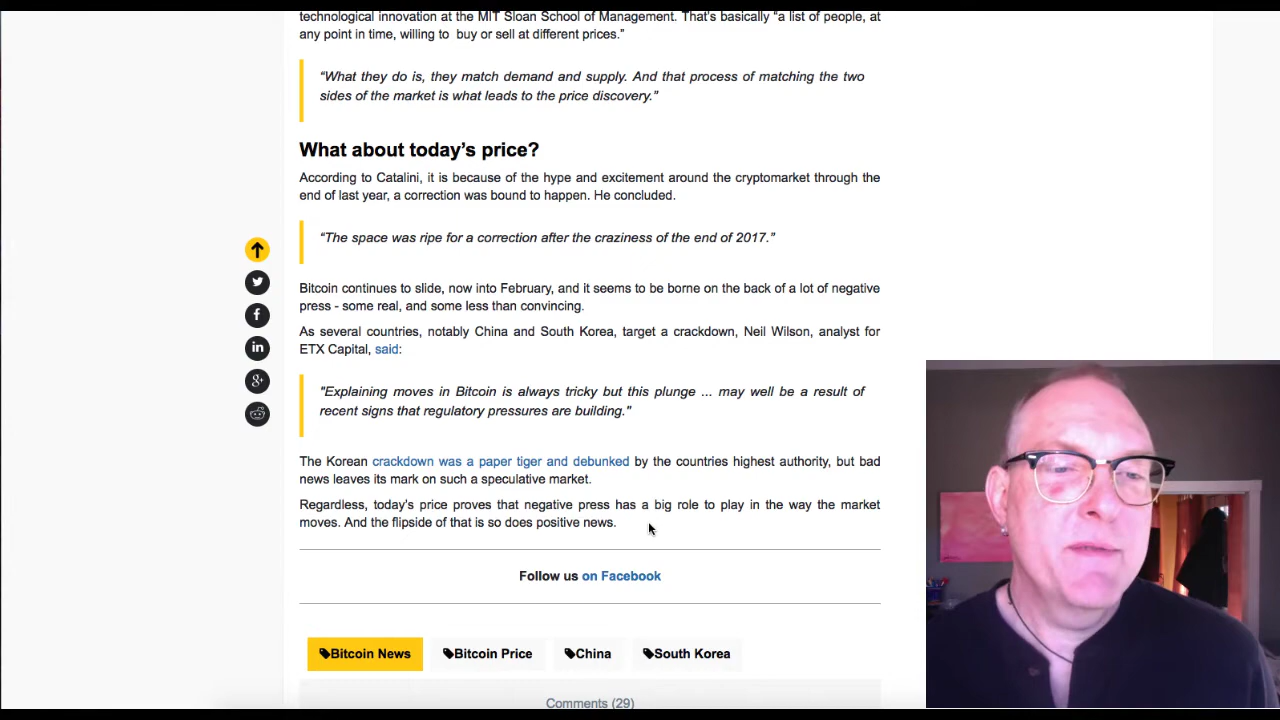 technological innovation at the MIT Sloan School of Management. That's basically “a list of people, at
any point in time, willing to buy or sell at different prices.”
“What they do is, they match demand and supply. And that process of matching the two
sides of the market is what leads to the price discovery.”
What about today’s price?
According to Catalini, it is because of the hype and excitement around the cryptomarket through the
end of last year, a correction was bound to happen. He concluded.
“The space was ripe for a correction after the craziness of the end of 2017.”
Bitcoin continues to slide, now into February, and it seems to be borne on the back of a lot of negative
press - some real, and some less than convincing.
As several countries, notably China and South Korea, target a crackdown, Neil Wilson, analyst for
ETX Capital, said:
"Explaining moves in Bitcoin is always tricky but this plunge ... may well be a result of
recent signs that regulatory pressures are building."
The Korean crackdown was a paper tiger and debunked by the countries highest authority, but bad
news leaves its mark on such a speculative market.
Regardless, today’s price proves that negative press has a big role to play in the way the market
moves. And the flipside of that is so does positive news.
Follow us on Facebook
Bitcoin News Bitcoin Price China South Korea
Comments (29)